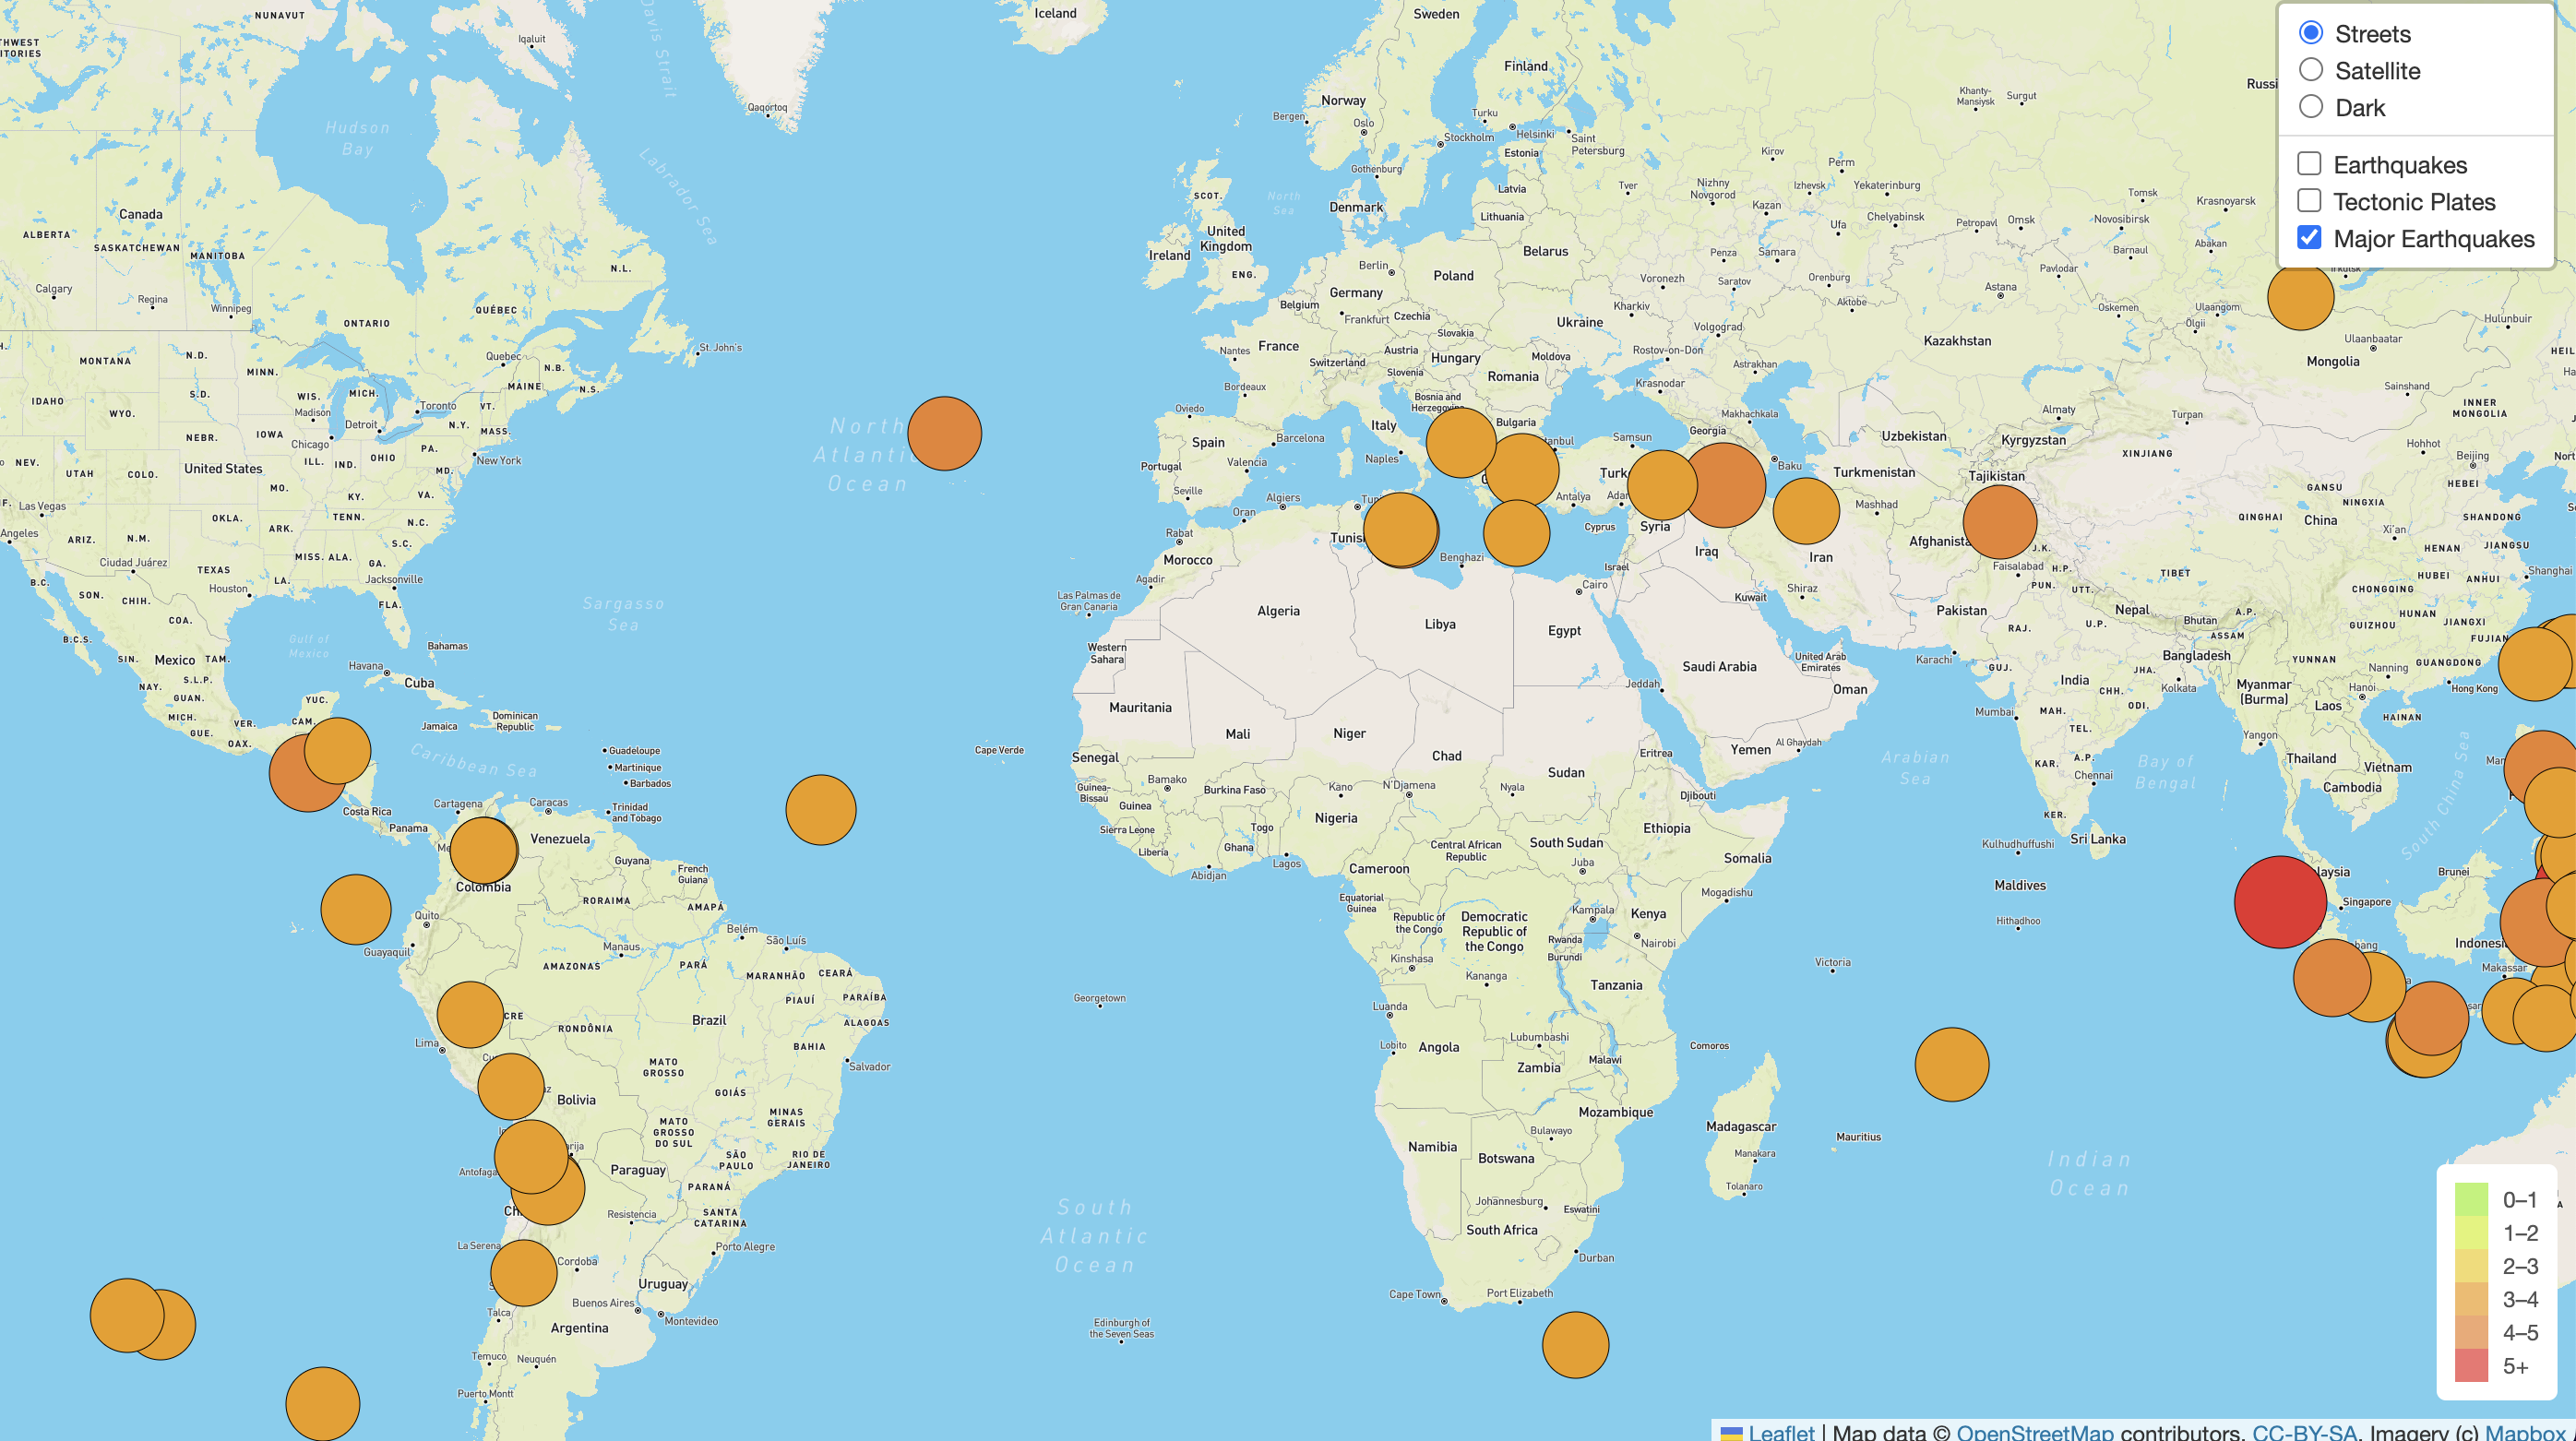 NUNAVUT
Iceland
Sweden
HWEST
ITORIES
Iqaluit
Davis Strait
Finland
Qaqortoq
Norway
Bergen
Oslo
Turku
Helsinki
Stockholm
Saint
Petersburg
Estonia
Khanty-
Mansiysk
Surgut
Russi
Streets
Satellite
Dark
Earthquakes
Tectonic Plates
Major Earthquakes
Hudson
Bay
Labrador Sea
Gothenburg
Kirov
Perm
SCOT.
North
Sea
Latvia
Tver
Nizhny
Novgorod
Izhevsk
Yekaterinburg
Tomsk
Krasnoyarsk
Canada
Denmark
Lithuania
Kazan
Ufa
Chelyabinsk
Petropavl
Omsk
Novosibirsk
ALBERTA
SASKATCHEWAN
MANITOBA
United
Kingdom
Ireland
ENG.
Belarus
Penza
Samara
Barnaul
Abakan
N.L.
Berlin
Poland
Voronezh
Saratov
Orenburg
Pavlodar
Calgary
Regina
Winnipeg
ONTARIO
QUÉBEC
Belgium
Germany
Frankfurt
Czechia
Slovakia
Ukraine
Kharkiv
Volgograd
Aktobe
Astana
Oskemen
Ulaangom
Ölgii
Ulaanbaatar
Hulunbuir
MONTANA
N.D.
MINN.
Quebec
N.B.
St. John's
Nantes
France
Switzerland
Austria
Slovenia
Hungary
Moldova
Romania
Rostov-on-Don
Astrakhan
Kazakhstan
Mongolia
HEIL
IDAHO
S.D.
WYO.
WIS.
Madison
MICH.
Detroit
Toronto
VT.
MAINE
N.S.
Bordeaux
Bosnia and
Herzegovina
Krasnodar
Sainshand
INNER
MONGOLIA
NEBR.
IOWA
Chicago
N.Y.
MASS.
North
Atlantic
Ocean
Oviedo
Spain
Barcelona
Italy
Bulgaria
Samsun
Makhachkala
Georgia
Uzbekistan
Almaty
Kyrgyzstan
Turpan
Hohhot
NEV.
UTAH
COLO.
United States
ILL.
IND.
OHIO
PA.
MD.
New York
Portugal
Valencia
Naples
Baku
Turkmenistan
Tajikistan
XINJIANG
Beijing
HEBEI
Las Vegas
MO.
KY.
VA.
Seville
Algiers
Antalya
Mashhad
GANSU
NINGXIA
Angeles
ARIZ.
N.M.
OKLA.
ARK.
TENN.
N.C.
S.C.
Oran
Rabat
Cyprus
Syria
Iraq
Iran
QINGHAI
China
Xi'an
SHANDONG
HENAN
JIANGSU
Ciudad Juárez
TEXAS
MISS.
ALA.
GA.
Morocco
Benghazi
Israel
Faisalabad
H.P.
B.C.
SON.
CHIH.
Houston
LA.
Jacksonville
Agadir
Cairo
Kuwait
Shiraz
PUN.
UTT.
TIBET
CHONGQING
HUBEI
ANHUI
Shanghai
COA.
FLA.
Sargasso
Sea
Las Palmas de
Gran Canaria
Algeria
Libya
Egypt
Pakistan
RAJ.
U.P.
Nepal
Bhutan
A.P.
ASSAM
GUIZHOU
HUNAN
JIANGXI
FUJIAN
B.C.S.
Gulf of
Mexico
Bahamas
Western
Sahara
SIN.
Mexico
TAM.
Havana
Cuba
Saudi Arabia
United Arab
Emirates
Karachi
GUJ.
India
JHA.
Bangladesh
YUNNAN
Nanning
GUANGDONG
NAY.
S.L.P.
GUAN.
YUC.
Mauritania
Jeddah
Oman
CHH.
Kolkata
Myanmar
(Burma)
Laos
Hanoi
Hong Kong
HAINAN
MICH.
GUE.
VER.
OAX.
CAM.
Jamaica
Dominican
Republic
Mali
Niger
Chad
Mumbai
MAH.
ODI.
TEL.
Yangon
Caribbean Sea
Guadeloupe
Martinique
Barbados
Cape Verde
Senegal
Eritrea
Yemen
Al Ghaydah
Arabian
Sea
KAR.
A.P.
Chennai
Bay of
Bengal
Thailand
Vietnam
Cambodia
South China Sea
Costa Rica
Cartagena
Caracas
Trinidad
and Tobago
Guinea-
Bissau
Bamako
Guinea
Burkina Faso
Kano
N'Djamena
Sudan
Nyala
Djibouti
KER.
Sri Lanka
Panama
Venezuela
Guyana
Sierra Leone
Liberia
Togo
Ghana
Nigeria
Ethiopia
Kulhudhuffushi
Colombia
French
Guiana
Abidjan
Lagos
Cameroon
Central African
Republic
South Sudan
Juba
Somalia
Maldives
laysia
Singapore
Brunei
RORAIMA
AMAPÁ
Quito
Equatorial
Guinea
Republic of
the Congo
Democratic
Republic of
the Congo
Kampala
Kenya
Mogadishu
Hithadhoo
Guayaquil
Manaus
Belém
São Luís
Rwanda
Burundi
Nairobi
AMAZONAS
PARÁ
MARANHÃO
CEARÁ
Kinshasa
Kananga
Tanzania
Victoria
Makassar
PIAUÍ
PARAÍBA
Georgetown
Luanda
Lima
CRE
RONDÔNIA
Brazil
ALAGOAS
BAHIA
Lobito
Angola
Lubumbashi
Zambia
Malawi
Comoros
MATO
GROSSO
Salvador
Bolivia
GOIÁS
MINAS
GERAIS
Mozambique
MATO
GROSSO
DO SUL
Namibia
Bulawayo
Botswana
Madagascar
Manakara
Mauritius
Paraguay
SÃO
PAULO
RIO DE
JANEIRO
Indian
Ocean
PARANÁ
Tolanaro
Resistencia
SANTA
CATARINA
South
Atlantic
Ocean
Johannesburg
Eswatini
South Africa
La Serena
Cordoba
Porto Alegre
Durban
Uruguay
Talca
Buenos Aires
Montevideo
Cape Town
Port Elizabeth
Argentina
Edinburgh of
the Seven Seas
Temuco
Neuquén
Puerto Montt
0–1
1–2
2–3
3–4
4–5
5+
Leaflet | Map data © OpenStreetMap contributors, CC-BY-SA, Imagery (c) Mapbox